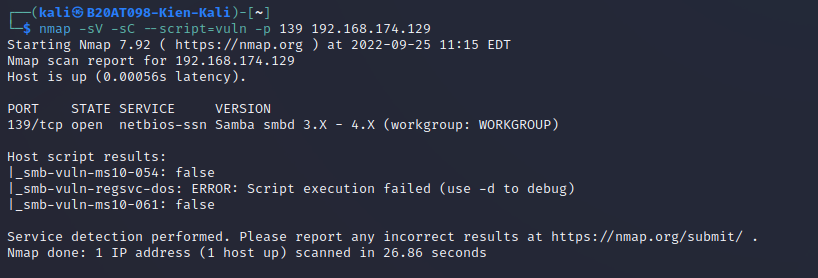 ┌──(kali㉿B20AT098-Kien-Kali)-[~]
└─$ nmap -sV -sC --script=vuln -p 139 192.168.174.129
Starting Nmap 7.92 ( https://nmap.org ) at 2022-09-25 11:15 EDT
Nmap scan report for 192.168.174.129
Host is up (0.00056s latency).

PORT    STATE SERVICE     VERSION
139/tcp open  netbios-ssn Samba smbd 3.X - 4.X (workgroup: WORKGROUP)

Host script results:
|_smb-vuln-ms10-054: false
|_smb-vuln-regsvc-dos: ERROR: Script execution failed (use -d to debug)
|_smb-vuln-ms10-061: false

Service detection performed. Please report any incorrect results at https://nmap.org/submit/ .
Nmap done: 1 IP address (1 host up) scanned in 26.86 seconds